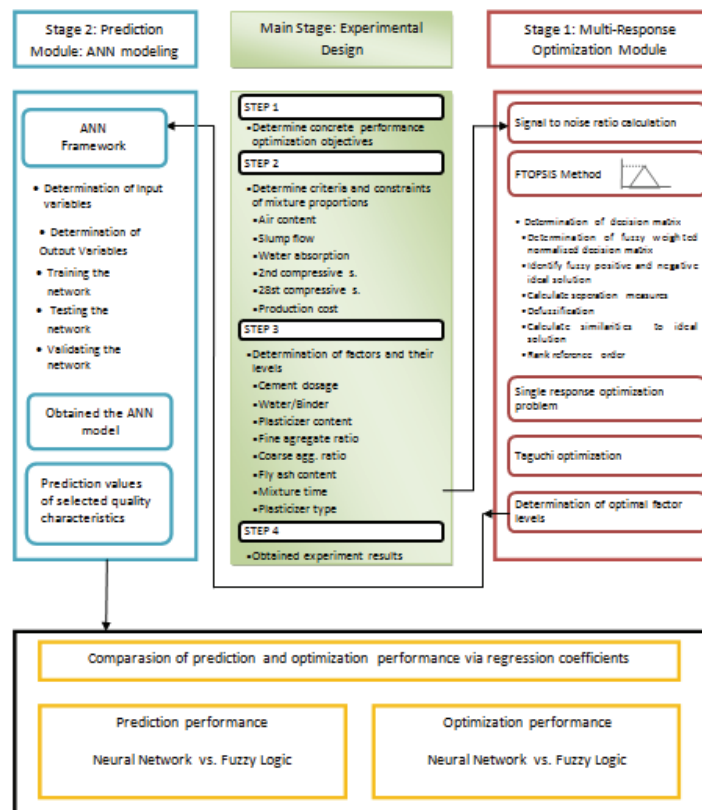 Stage 2: Prediction
Module: ANN modeling
Main Stage: Experimental
Design
Stage 1: Multi-Response
Optimization Module
ANN
Framework
• Determination of Input
variables
• Determination of
Output Variables
• Training the
network
• Testing the
network
• Validating the
network
Obtained the ANN
model
Prediction values
of selected quality
characteristics
STEP 1
•Determine concrete performance
optimization objectives
STEP 2
•Determine criteria and constraints
of mixture proportions
•Air content
•Slump flow
•Water absorption
•2nd compressive s.
•28st compressive s.
•Production cost
STEP 3
•Determination of factors and their
levels
•Cement dosage
•Water/Binder
•Plasticizer content
•Fine agregate ratio
•Coarse agg. ratio
•Fly ash content
•Mixture time
•Plasticizer type
STEP 4
•Obtained experiment results
Signal to noise ratio calculation
FTOPSIS Method
•Determination of decision matrix
•Determination of fuzzy weighted
normalized decision matrix
•Identify fuzzy positive and negative
ideal solution
•Calculate seperation measures
•Defussification
•Calculate similarities to ideal
solution
•Rank reference order
Single response optimization
problem
Taguchi optimization
Determination of optimal factor
levels
Comparasion of prediction and optimization performance via regression coefficients
Prediction performance
Neural Network vs. Fuzzy Logic
Optimization performance
Neural Network vs. Fuzzy Logic